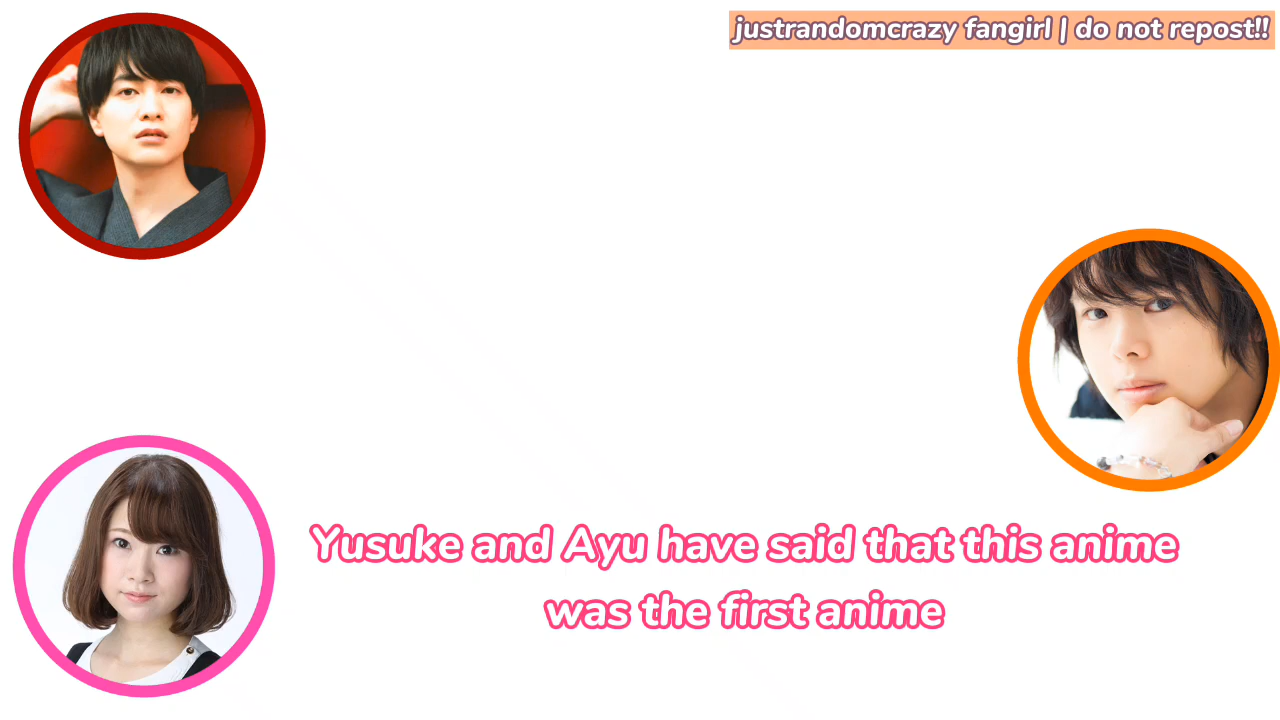 justrandomcrazy fangirl | do not repost!!
Yusuke and Ayu have said that this anime
was the first anime